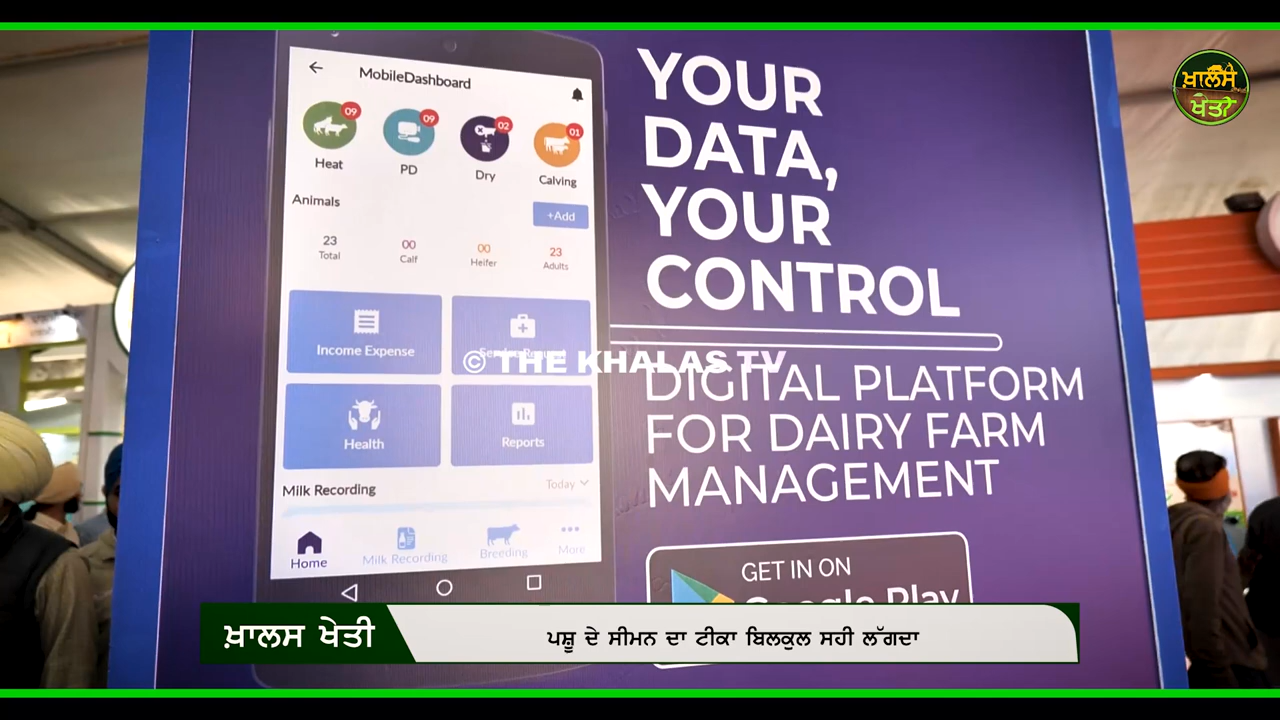 MobileDashboard
09
09
02
01
Heat
PD
Dry
Calving
Animals
+Add
23
00
00
23
Total
Calf
Heifer
Adults
Income Expense
Health
Reports
Milk Recording
Today
Home
Milk Recording
Breeding
More
YOUR
DATA,
YOUR
CONTROL
DIGITAL PLATFORM
FOR DAIRY FARM
MANAGEMENT
GET IN ON
Google Play
© THE KHALAS TV
ਖ਼ਾਲਸ
ਖੇਤੀ
ਖ਼ਾਲਸ ਖੇਤੀ
ਪਸ਼ੂ ਦੇ ਸੀਮਨ ਦਾ ਟੀਕਾ ਬਿਲਕੁਲ ਸਹੀ ਲੱਗਦਾ